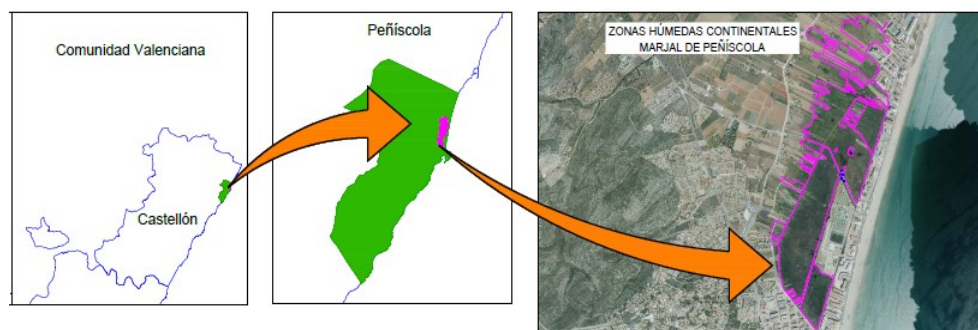 Comunidad Valenciana
Castellón
Peñíscola
ZONAS HÚMEDAS CONTINENTALES
MARJAL DE PEÑÍSCOLA